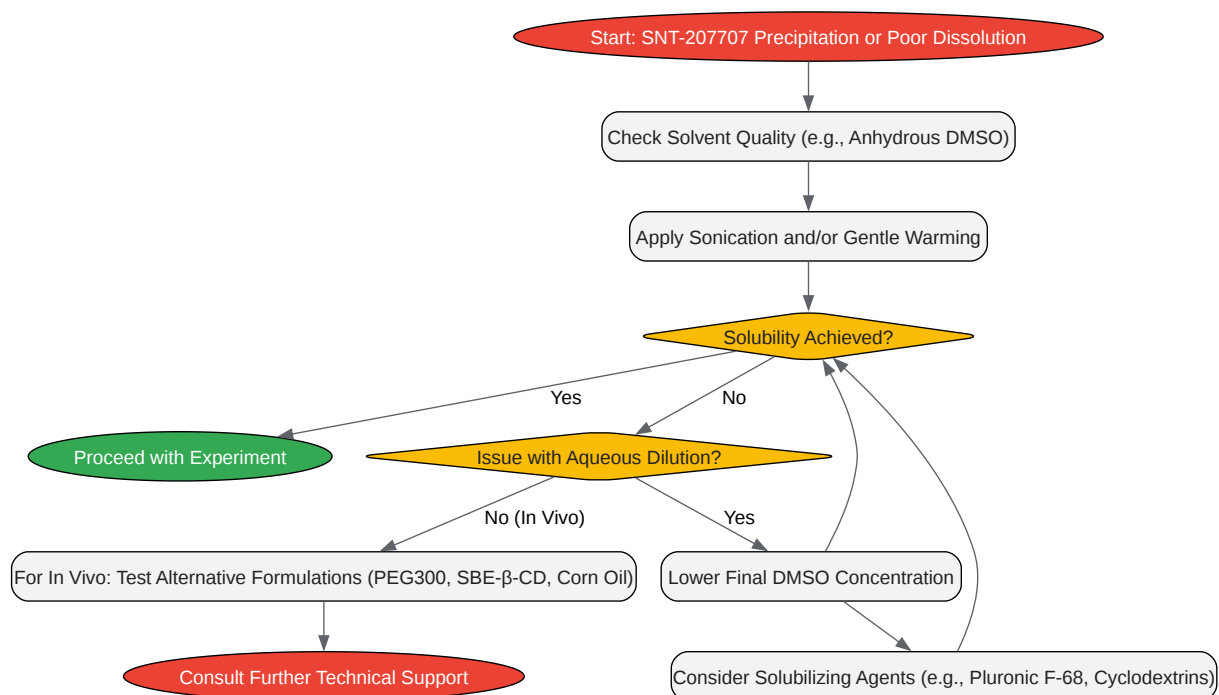 Start: SNT-207707 Precipitation or Poor Dissolution
Check Solvent Quality (e.g., Anhydrous DMSO)
Apply Sonication and/or Gentle Warming
Solubility Achieved?
Yes
No
Proceed with Experiment
Issue with Aqueous Dilution?
No (In Vivo)
Yes
For In Vivo: Test Alternative Formulations (PEG300, SBE-β-CD, Corn Oil)
Lower Final DMSO Concentration
Consult Further Technical Support
Consider Solubilizing Agents (e.g., Pluronic F-68, Cyclodextrins)